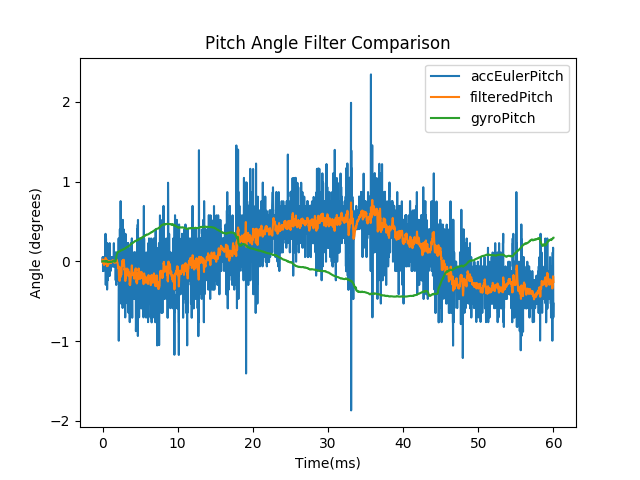 Pitch Angle Filter Comparison
accEulerPitch
filteredPitch
gyroPitch
Angle (degrees)
2
1
0
−1
−2
0 10 20 30 40 50 60
Time(ms)